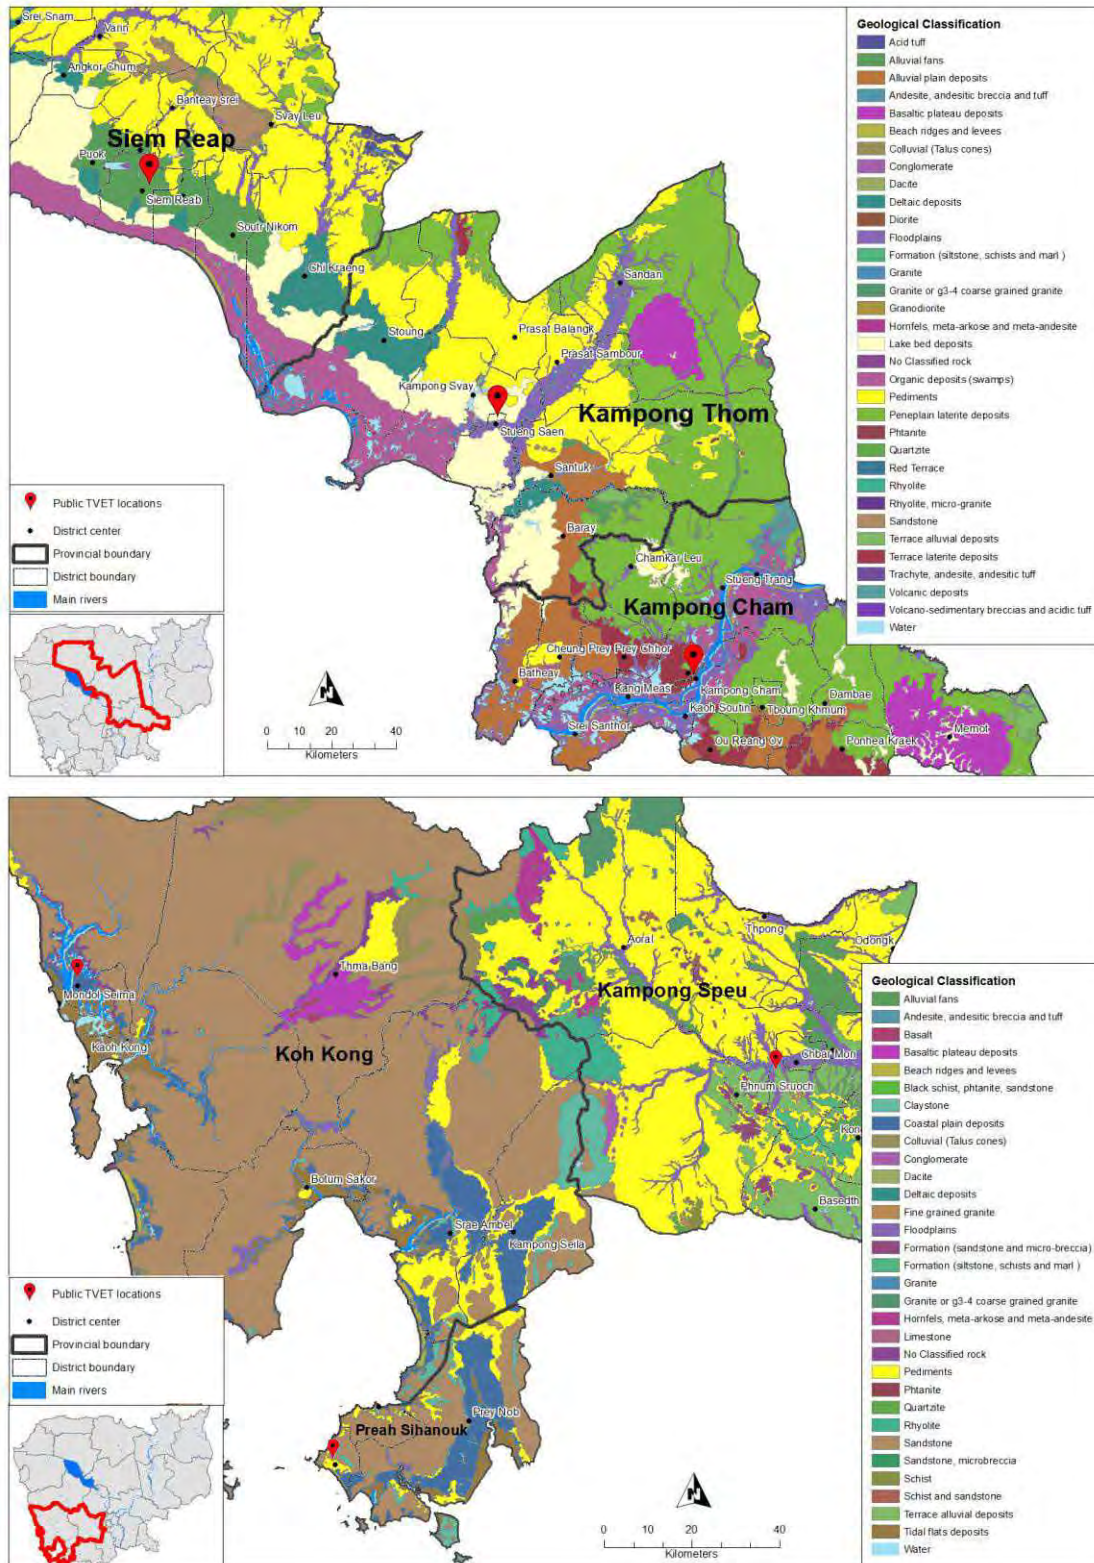 Srei Snam
Varin
Angkor Chum
Banteay srei
Svay Leu
Siem Reap
Puok
Siem Reab
Soutr Nikom
Chi Kraeng
Stoung
Sandan
Prasat Balangk
Prasat Sambour
Kampong Svay
Kampong Thom
Stueng Saen
Santuk
Baray
Chamkar Leu
Stueng Trang
Kampong Cham
Cheung Prey
Prey Chhor
Batheay
Kang Meas
Kampong Cham
Kaoh Soutin
Tboung Khmum
Dambae
Srei Santhor
Ou Reang Ov
Ponhea Kraek
Memot
Geological Classification
Acid tuff
Alluvial fans
Alluvial plain deposits
Andesite, andesitic breccia and tuff
Basaltic plateau deposits
Beach ridges and levees
Colluvial (Talus cones)
Conglomerate
Dacite
Deltaic deposits
Diorite
Floodplains
Formation (siltstone, schists and marl )
Granite
Granite or g3-4 coarse grained granite
Granodiorite
Hornfels, meta-arkose and meta-andesite
Lake bed deposits
No Classified rock
Organic deposits (swamps)
Pediments
Peneplain laterite deposits
Phtanite
Quartzite
Red Terrace
Rhyolite
Rhyolite, micro-granite
Sandstone
Terrace alluvial deposits
Terrace laterite deposits
Trachyte, andesite, andesitic tuff
Volcanic deposits
Volcano-sedimentary breccias and acidic tuff
Water
Public TVET locations
District center
Provincial boundary
District boundary
Main rivers
N
0 10 20 40
Kilometers
Thpong
Odongk
Aoral
Kampong Speu
Thma Bang
Mondol Seima
Kaoh Kong
Koh Kong
Chbar Mon
Phnum Sruoch
Kon
Basedth
Botum Sakor
Srae Ambel
Kampong Seila
Prey Nob
Preah Sihanouk
Geological Classification
Alluvial fans
Andesite, andesitic breccia and tuff
Basalt
Basaltic plateau deposits
Beach ridges and levees
Black schist, phtanite, sandstone
Claystone
Coastal plain deposits
Colluvial (Talus cones)
Conglomerate
Dacite
Deltaic deposits
Fine grained granite
Floodplains
Formation (sandstone and micro-breccia)
Formation (siltstone, schists and marl )
Granite
Granite or g3-4 coarse grained granite
Hornfels, meta-arkose and meta-andesite
Limestone
No Classified rock
Pediments
Phtanite
Quartzite
Rhyolite
Sandstone
Sandstone, microbreccia
Schist
Schist and sandstone
Terrace alluvial deposits
Tidal flats deposits
Water
Public TVET locations
District center
Provincial boundary
District boundary
Main rivers
N
0 10 20 40
Kilometers